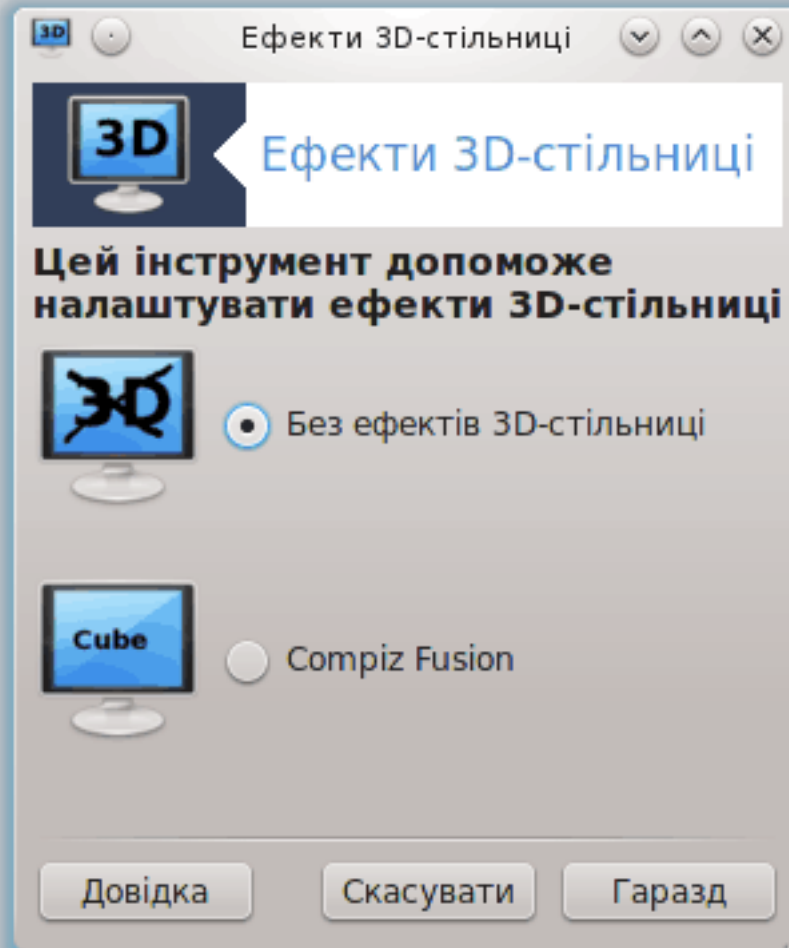 3D
Ефекти 3D-стільниці
3D
Ефекти 3D-стільниці
Цей інструмент допоможе
налаштувати ефекти 3D-стільниці
3D
Без ефектів 3D-стільниці
Cube
Compiz Fusion
Довідка
Скасувати
Гаразд